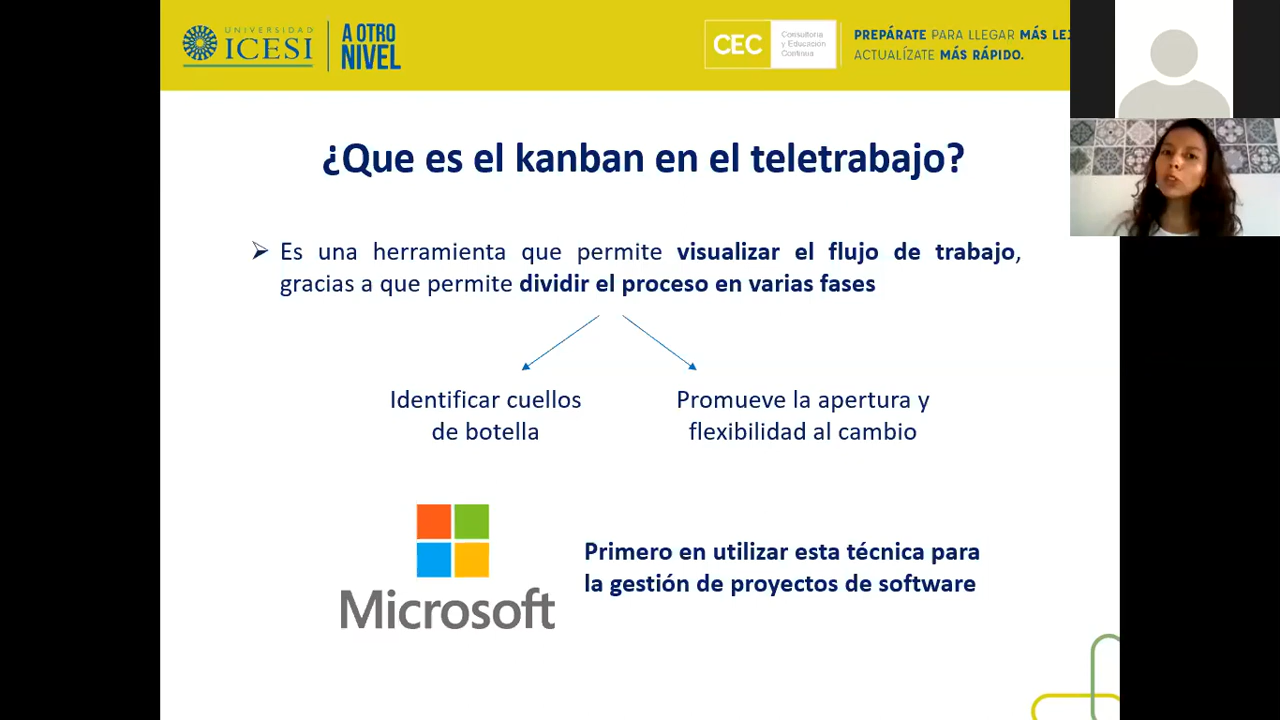 UNIVERSIDAD
ICESI
A OTRO
NIVEL
CEC
Consultoría
y Educación
Continua
PREPÁRATE PARA LLEGAR MÁS
ACTUALÍZATE MÁS RÁPIDO.
¿Que es el kanban en el teletrabajo?
Es una herramienta que permite visualizar el flujo de trabajo,
gracias a que permite dividir el proceso en varias fases
Identificar cuellos
de botella
Promueve la apertura y
flexibilidad al cambio
Microsoft
Primero en utilizar esta técnica para
la gestión de proyectos de software